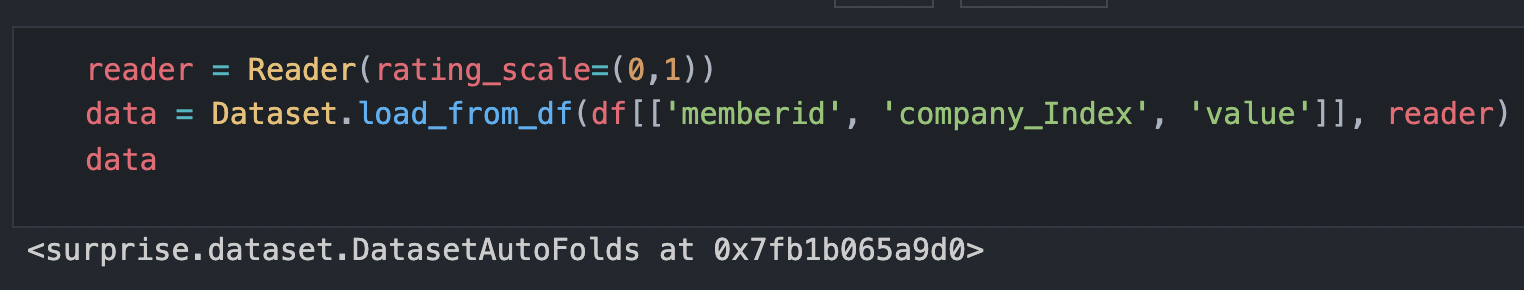 reader = Reader(rating_scale=(0,1))
data = Dataset.load_from_df(df[['memberid', 'company_Index', 'value']], reader)
data
<surprise.dataset.DatasetAutoFolds at 0x7fb1b065a9d0>